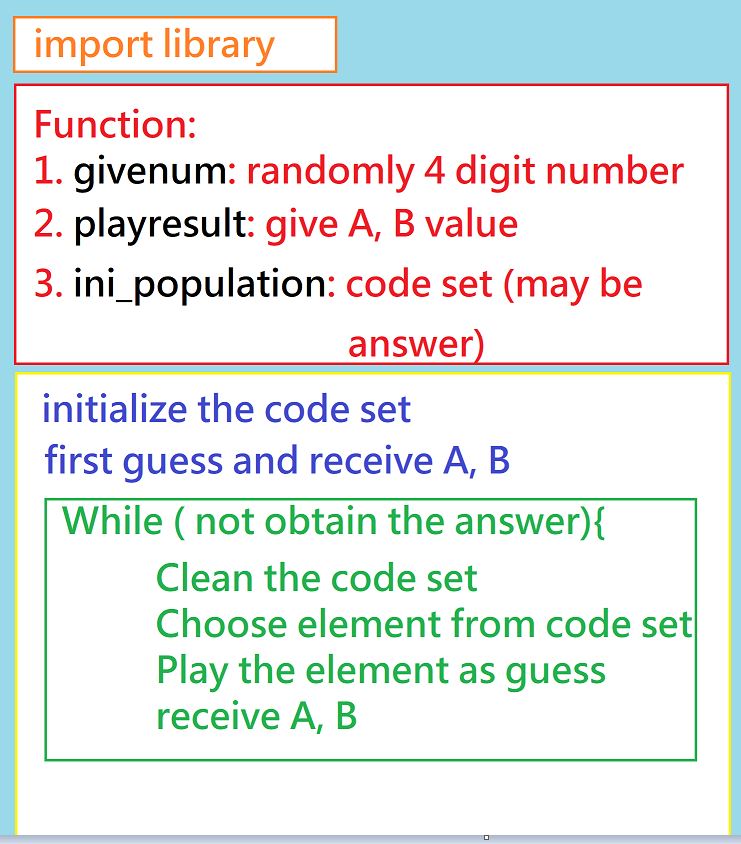 import library
Function:
1. givenum: randomly 4 digit number
2. playresult: give A, B value
3. ini_population: code set (may be
answer)
initialize the code set
first guess and receive A, B
While ( not obtain the answer){
Clean the code set
Choose element from code set
Play the element as guess
receive A, B